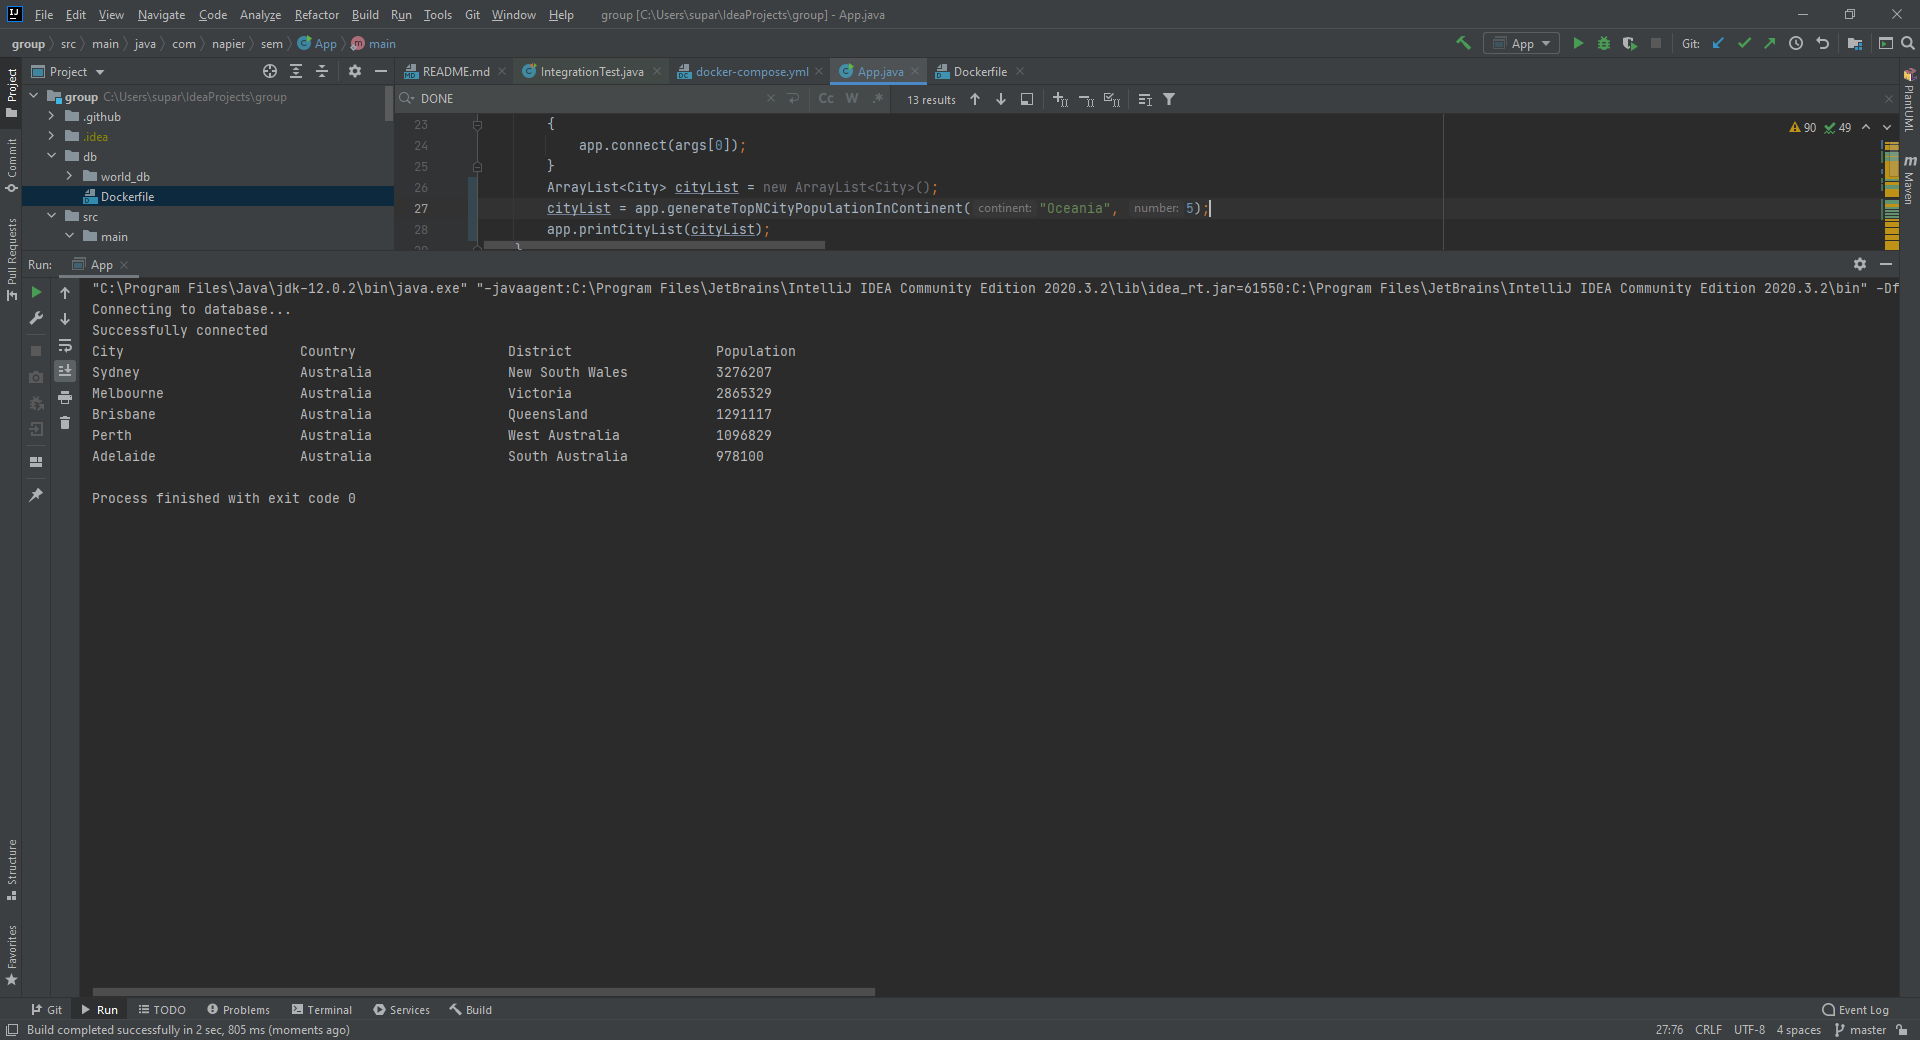 File Edit View Navigate Code Analyze Refactor Build Run Tools Git Window Help group [C:\Users\supar\IdeaProjects\group] - App.java
group src main java com napier sem App main
App Git:
Project
README.md IntegrationTest.java docker-compose.yml App.java Dockerfile
group C:\Users\supar\IdeaProjects\group
.github
.idea
db
world_db
Dockerfile
src
main
DONE Cc W .* 13 results
90 49
23 {
24 app.connect(args[0]);
25 }
26 ArrayList<City> cityList = new ArrayList<City>();
27 cityList = app.generateTopNCityPopulationInContinent( continent: "Oceania", number: 5);
28 app.printCityList(cityList);
29 }
Run: App
"C:\Program Files\Java\jdk-12.0.2\bin\java.exe" "-javaagent:C:\Program Files\JetBrains\IntelliJ IDEA Community Edition 2020.3.2\lib\idea_rt.jar=61550:C:\Program Files\JetBrains\IntelliJ IDEA Community Edition 2020.3.2\bin" -Df
Connecting to database...
Successfully connected
City Country District Population
Sydney Australia New South Wales 3276207
Melbourne Australia Victoria 2865329
Brisbane Australia Queensland 1291117
Perth Australia West Australia 1096829
Adelaide Australia South Australia 978100
Process finished with exit code 0
Project
Commit
Pull Requests
Structure
Favorites
PlantUML
Maven
Git Run TODO Problems Terminal Services Build Event Log
Build completed successfully in 2 sec, 805 ms (moments ago) 27:76 CRLF UTF-8 4 spaces master